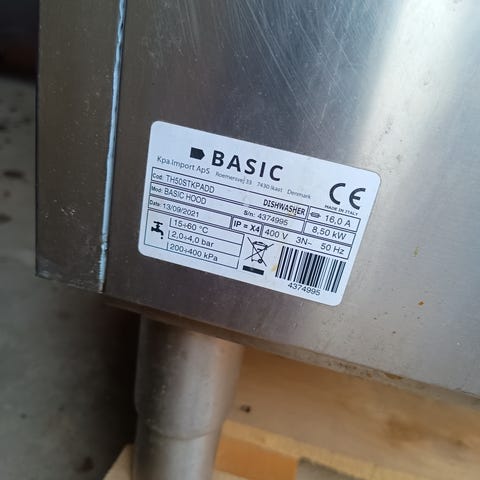 BASIC
Kpa Import ApS Roemersvej 33 7430 Ikast Denmark
CE
MADE IN ITALY
Cod: TH50STKPADD DISHWASHER 16,0 A
Mod: BASIC HOOD S/n: 4374995 8,50 kW
Date: 13/09/2021 IP = X4 400 V 3N~ 50 Hz
15÷60 °C
2,0÷4,0 bar
200÷400 kPa
4374995